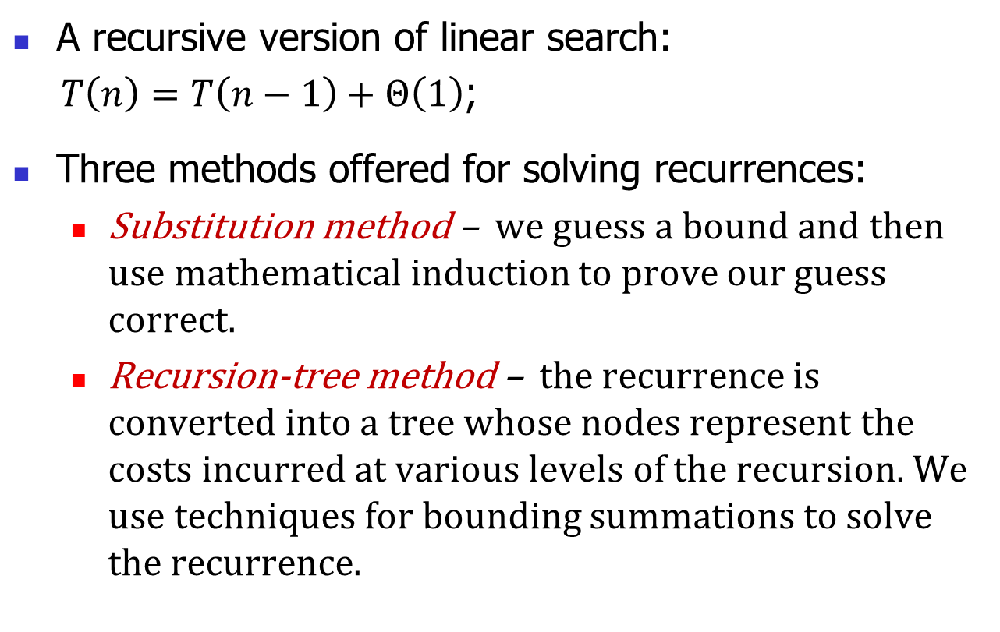 A recursive version of linear search:
𝑇(𝑛) = 𝑇(𝑛 − 1) + Θ(1);
Three methods offered for solving recurrences:
Substitution method – we guess a bound and then
use mathematical induction to prove our guess
correct.
Recursion-tree method – the recurrence is
converted into a tree whose nodes represent the
costs incurred at various levels of the recursion. We
use techniques for bounding summations to solve
the recurrence.